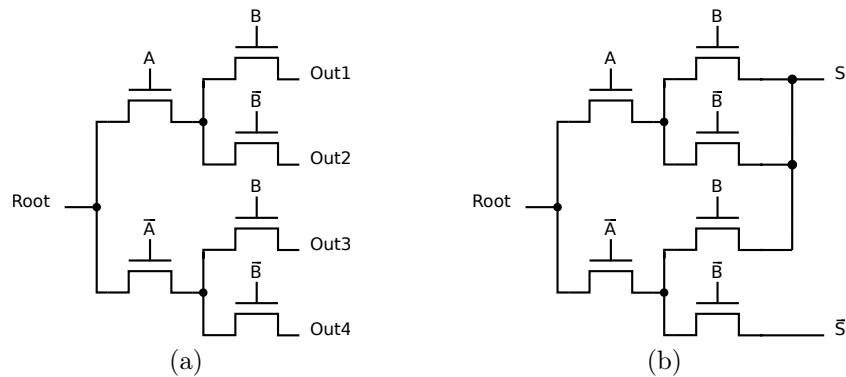 B
A
Out1
B̅
Out2
Root
B
A̅
Out3
B̅
Out4
(a)
B
S
A
B̅
Root
B
A̅
B̅
S̅
(b)